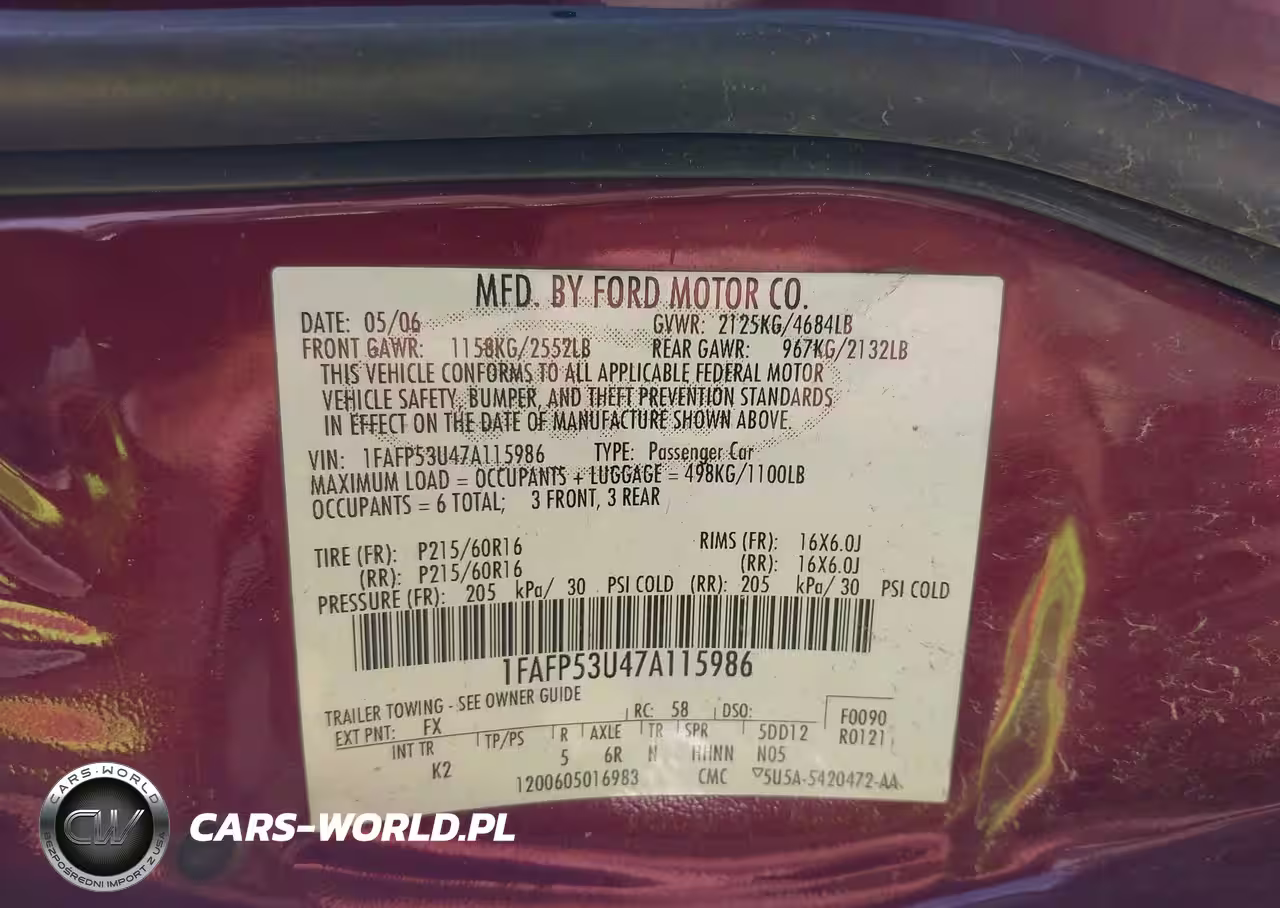 MFD. BY FORD MOTOR CO.
DATE: 05/06 GVWR: 2125KG/4684LB
FRONT GAWR: 1158KG/2552LB REAR GAWR: 967KG/2132LB
THIS VEHICLE CONFORMS TO ALL APPLICABLE FEDERAL MOTOR
VEHICLE SAFETY, BUMPER, AND THEFT PREVENTION STANDARDS
IN EFFECT ON THE DATE OF MANUFACTURE SHOWN ABOVE.
VIN: 1FAFP53U47A115986 TYPE: Passenger Car
MAXIMUM LOAD = OCCUPANTS + LUGGAGE = 498KG/1100LB
OCCUPANTS = 6 TOTAL; 3 FRONT, 3 REAR
TIRE (FR): P215/60R16 RIMS (FR): 16X6.0J
(RR): P215/60R16 (RR): 16X6.0J
PRESSURE (FR): 205 kPa/ 30 PSI COLD (RR): 205 kPa/ 30 PSI COLD
1FAFP53U47A115986
TRAILER TOWING - SEE OWNER GUIDE
RC: 58 DSO: F0090
EXT PNT: FX R0121
INT TR TP/PS R AXLE TR SPR 5DD12
K2 5 6R N HHNN N05
1200605016983 CMC 5U5A-5420472-AA
CARS-WORLD
CW
BEZPOŚREDNI IMPORT Z USA
CARS-WORLD.PL